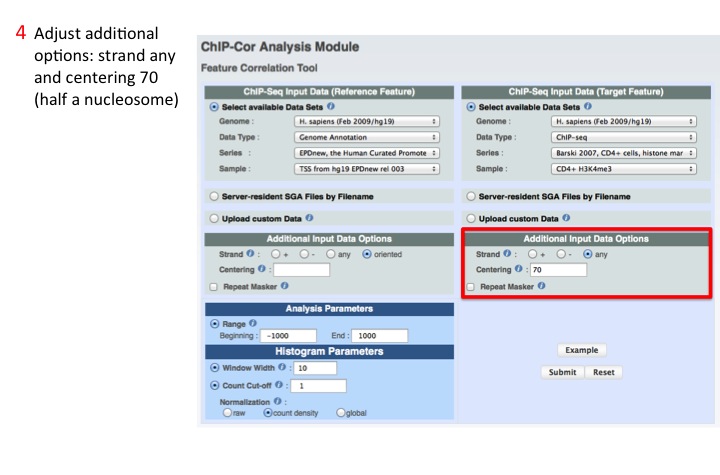 4 Adjust additional
options: strand any
and centering 70
(half a nucleosome)
ChIP-Cor Analysis Module
Feature Correlation Tool
ChIP-Seq Input Data (Reference Feature)
Select available Data Sets
Genome : H. sapiens (Feb 2009/hg19)
Data Type : Genome Annotation
Series : EPDnew, the Human Curated Promote
Sample : TSS from hg19 EPDnew rel 003
Server-resident SGA Files by Filename
Upload custom Data
Additional Input Data Options
Strand : + - any oriented
Centering :
Repeat Masker
ChIP-Seq Input Data (Target Feature)
Select available Data Sets
Genome : H. sapiens (Feb 2009/hg19)
Data Type : ChIP-seq
Series : Barski 2007, CD4+ cells, histone mar
Sample : CD4+ H3K4me3
Server-resident SGA Files by Filename
Upload custom Data
Additional Input Data Options
Strand : + - any
Centering : 70
Repeat Masker
Analysis Parameters
Range
Beginning : -1000 End : 1000
Histogram Parameters
Window Width : 10
Count Cut-off : 1
Normalization :
raw count density global
Example
Submit Reset